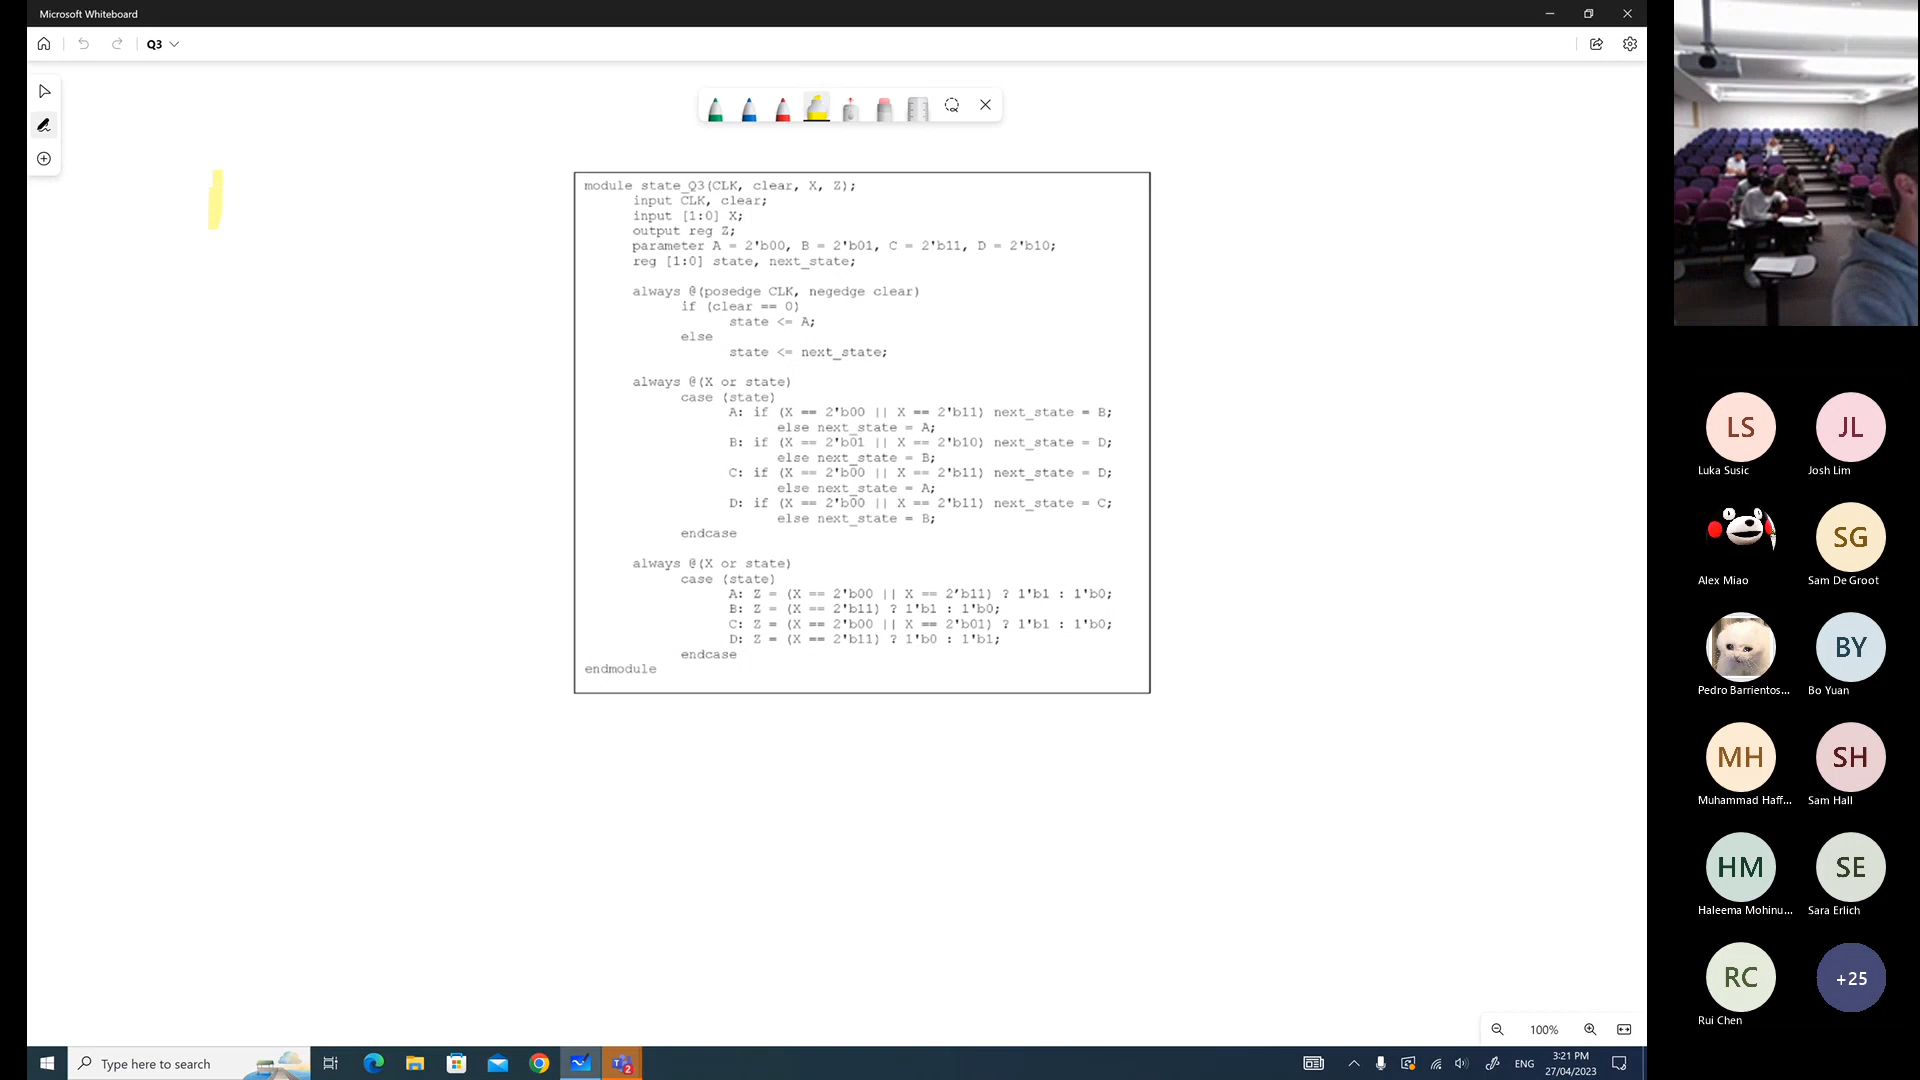 Microsoft Whiteboard
Q3
module state_Q3(CLK, clear, X, Z);
input CLK, clear;
input [1:0] X;
output reg Z;
parameter A = 2'b00, B = 2'b01, C = 2'b11, D = 2'b10;
reg [1:0] state, next_state;
always @(posedge CLK, negedge clear)
if (clear == 0)
state <= A;
else
state <= next_state;
always @(X or state)
case (state)
A: if (X == 2'b00 || X == 2'b11) next_state = B;
else next_state = A;
B: if (X == 2'b01 || X == 2'b10) next_state = D;
else next_state = B;
C: if (X == 2'b00 || X == 2'b11) next_state = D;
else next_state = A;
D: if (X == 2'b00 || X == 2'b11) next_state = C;
else next_state = B;
endcase
always @(X or state)
case (state)
A: Z = (X == 2'b00 || X == 2’b11) ? 1'b1 : 1'b0;
B: Z = (X == 2'b11) ? 1'b1 : 1'b0;
C: Z = (X == 2'b00 || X == 2'b01) ? 1'b1 : 1'b0;
D: Z = (X == 2'b11) ? 1'b0 : 1'b1;
endcase
endmodule
100%
Type here to search
2
ENG
3:21 PM
27/04/2023
LS
Luka Susic
JL
Josh Lim
Alex Miao
SG
Sam De Groot
Pedro Barrientos...
BY
Bo Yuan
MH
Muhammad Haff...
SH
Sam Hall
HM
Haleema Mohinu...
SE
Sara Erlich
RC
Rui Chen
+25